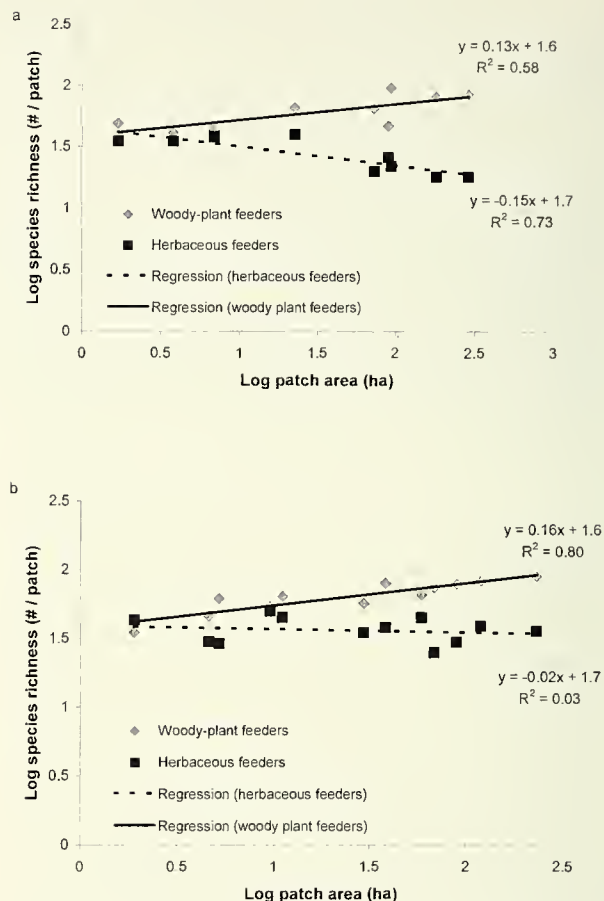 a
2.5
2
1.5
1
0.5
0
Log species richness (# / patch)
y = 0.13x + 1.6
R² = 0.58
y = -0.15x + 1.7
R² = 0.73
Woody-plant feeders
Herbaceous feeders
Regression (herbaceous feeders)
Regression (woody plant feeders)
0 0.5 1 1.5 2 2.5 3
Log patch area (ha)
b
2.5
2
1.5
1
0.5
0
Log species richness (# / patch)
y = 0.16x + 1.6
R² = 0.80
y = -0.02x + 1.7
R² = 0.03
Woody-plant feeders
Herbaceous feeders
Regression (herbaceous feeders)
Regression (woody plant feeders)
0 0.5 1 1.5 2 2.5
Log patch area (ha)